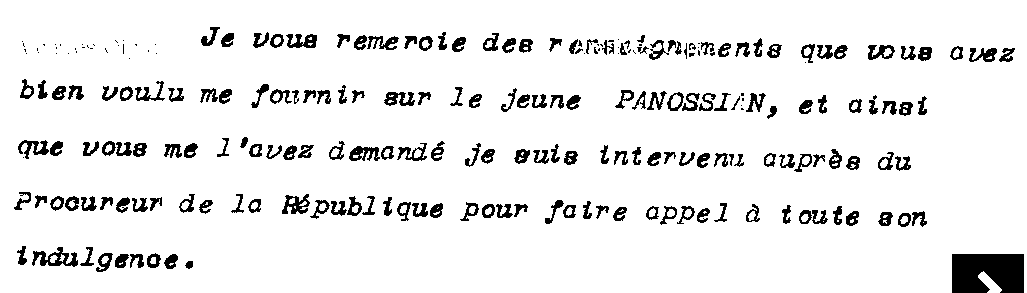 Je vous remercie des renseignements que vous avez
bien voulu me fournir sur le jeune PANOSSIAN, et ainsi
que vous me l'avez demandé je suis intervenu auprès du
Procureur de la République pour faire appel à toute son
indulgence.